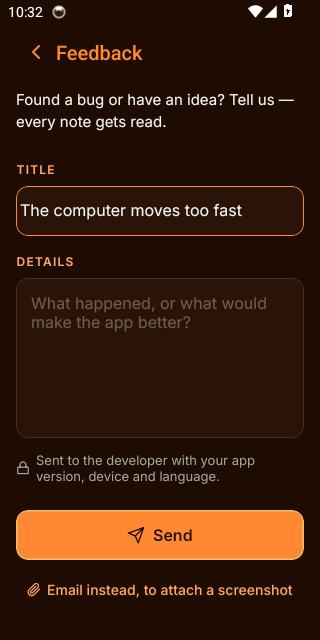 10:32
Feedback
Found a bug or have an idea? Tell us —
every note gets read.
TITLE
The computer moves too fast
DETAILS
What happened, or what would
make the app better?
Sent to the developer with your app
version, device and language.
Send
Email instead, to attach a screenshot